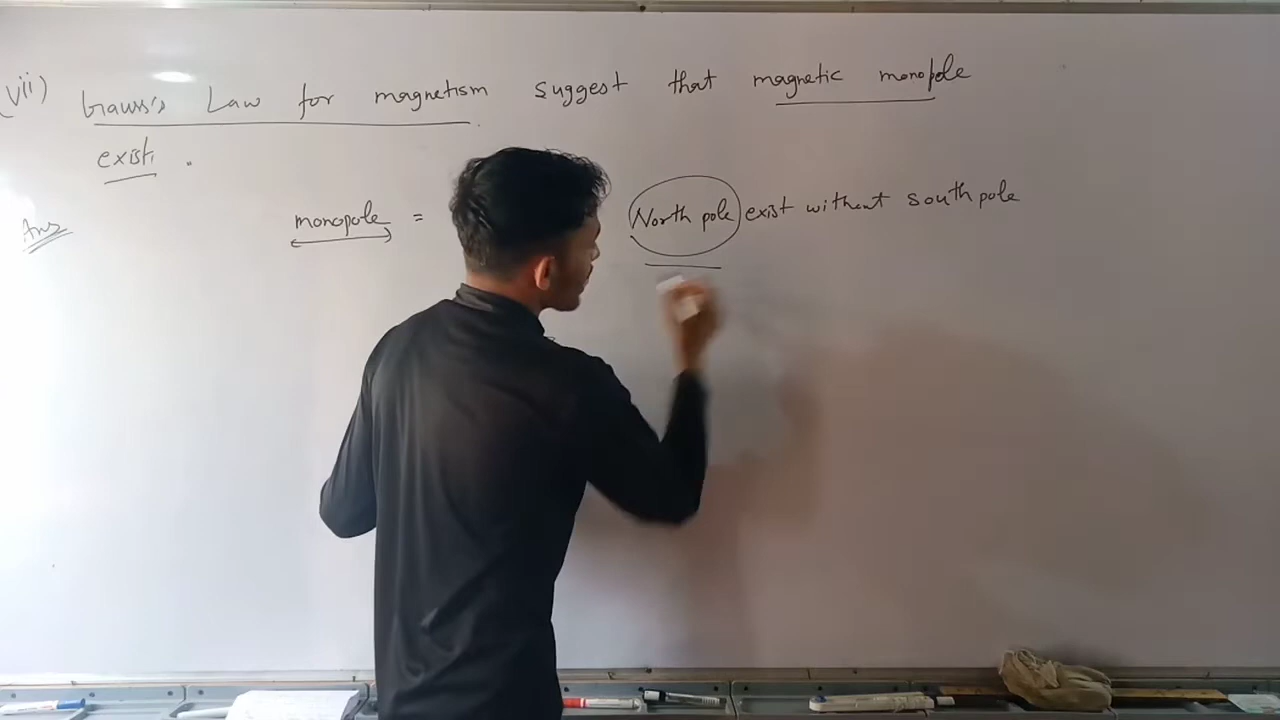 (vii) Gauss's Law for magnetism suggest that magnetic monopole
exist.
Ans monopole = North pole exist without south pole